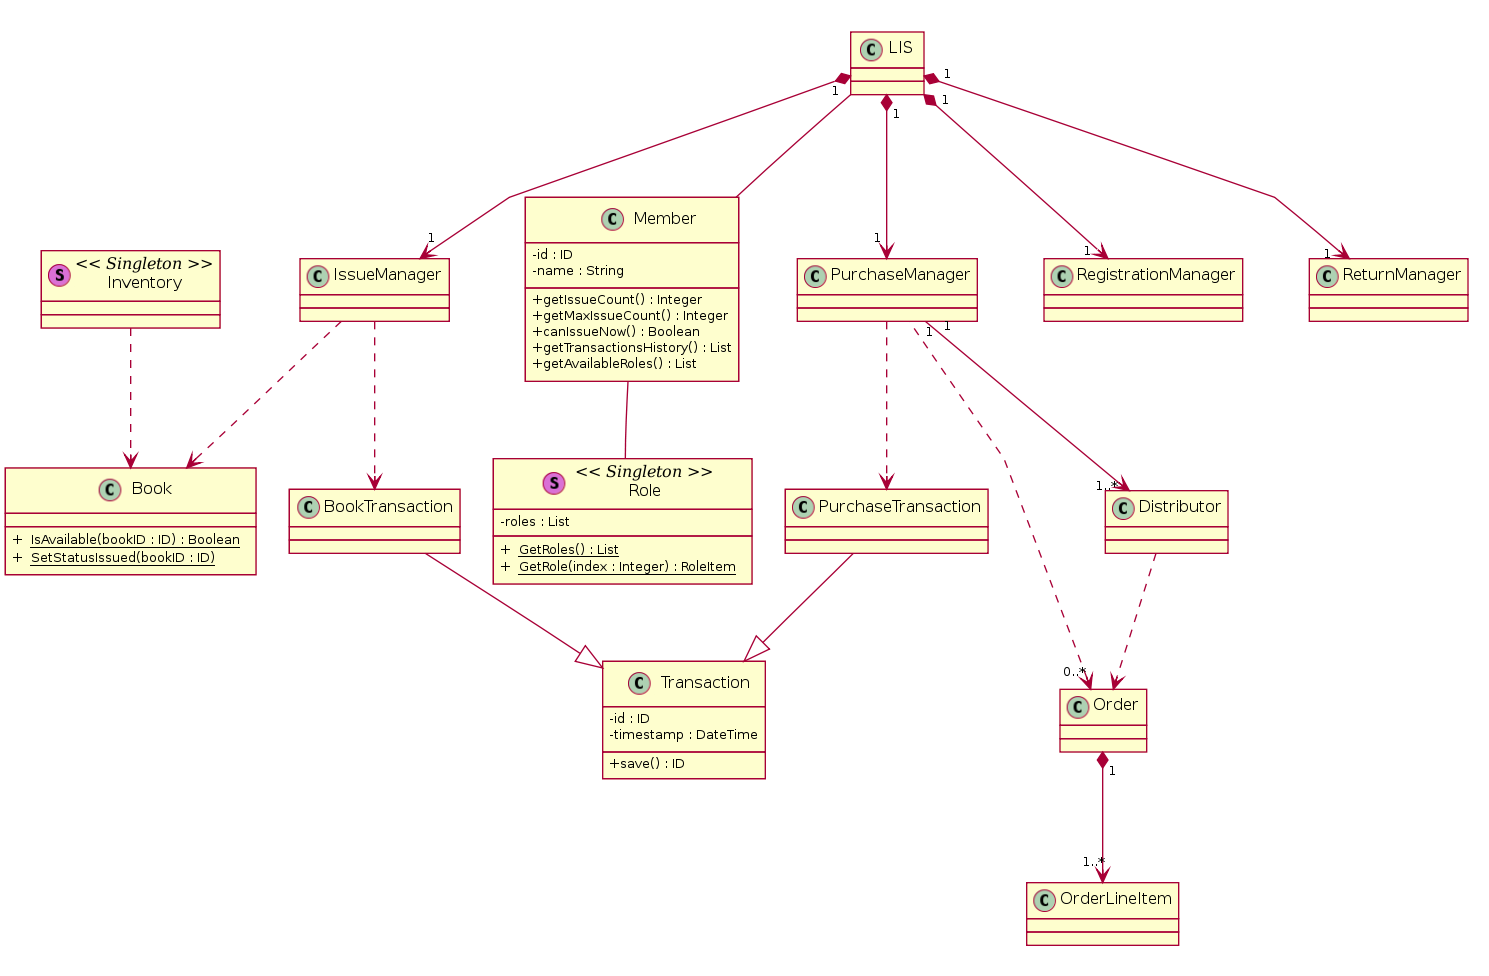 C LIS
1
1
1
1
1
1
1
1
C Member
-id : ID
-name : String
+getIssueCount() : Integer
+getMaxIssueCount() : Integer
+canIssueNow() : Boolean
+getTransactionsHistory() : List
+getAvailableRoles() : List
S << Singleton >>
Inventory
C IssueManager
C PurchaseManager
C RegistrationManager
C ReturnManager
1
1
C Book
+ IsAvailable(bookID : ID) : Boolean
+ SetStatusIssued(bookID : ID)
C BookTransaction
S << Singleton >>
Role
-roles : List
+ GetRoles() : List
+ GetRole(index : Integer) : RoleItem
C PurchaseTransaction
1..*
C Distributor
C Transaction
-id : ID
-timestamp : DateTime
+save() : ID
0..*
C Order
1
1..*
C OrderLineItem